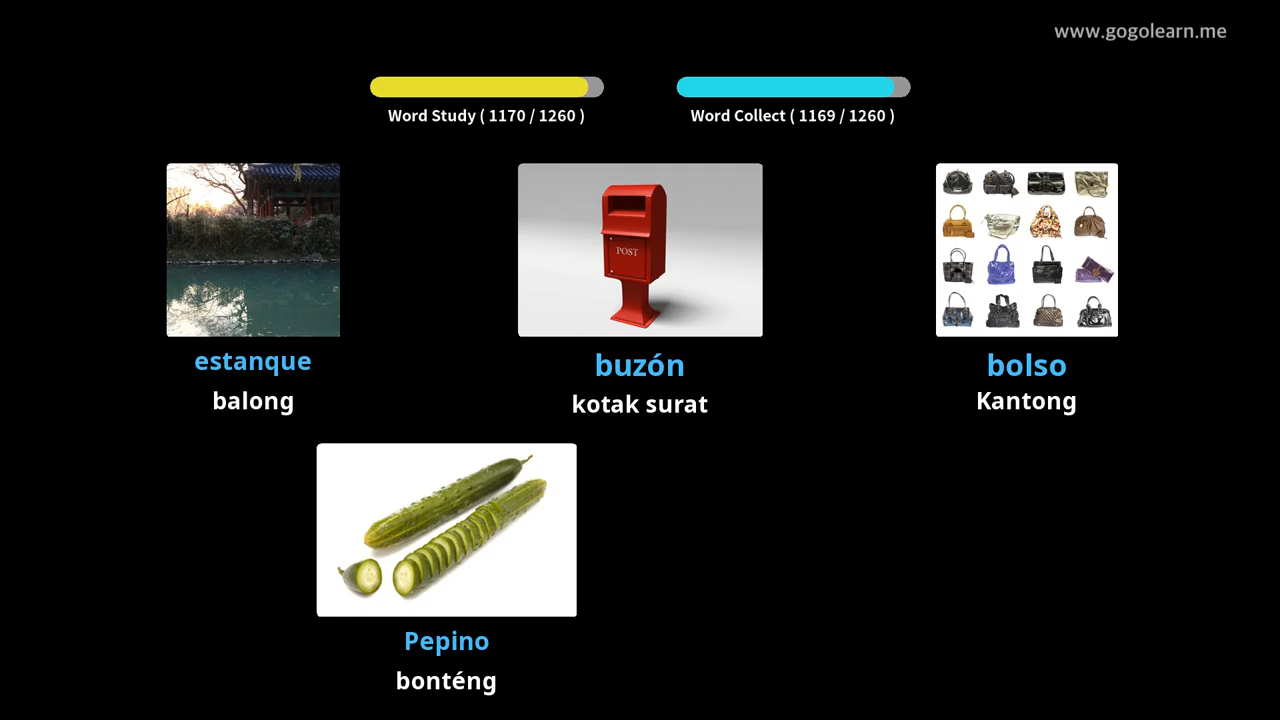 www.gogolearn.me
Word Study ( 1170 / 1260 )
Word Collect ( 1169 / 1260 )
POST
estanque
balong
buzón
kotak surat
bolso
Kantong
Pepino
bonténg